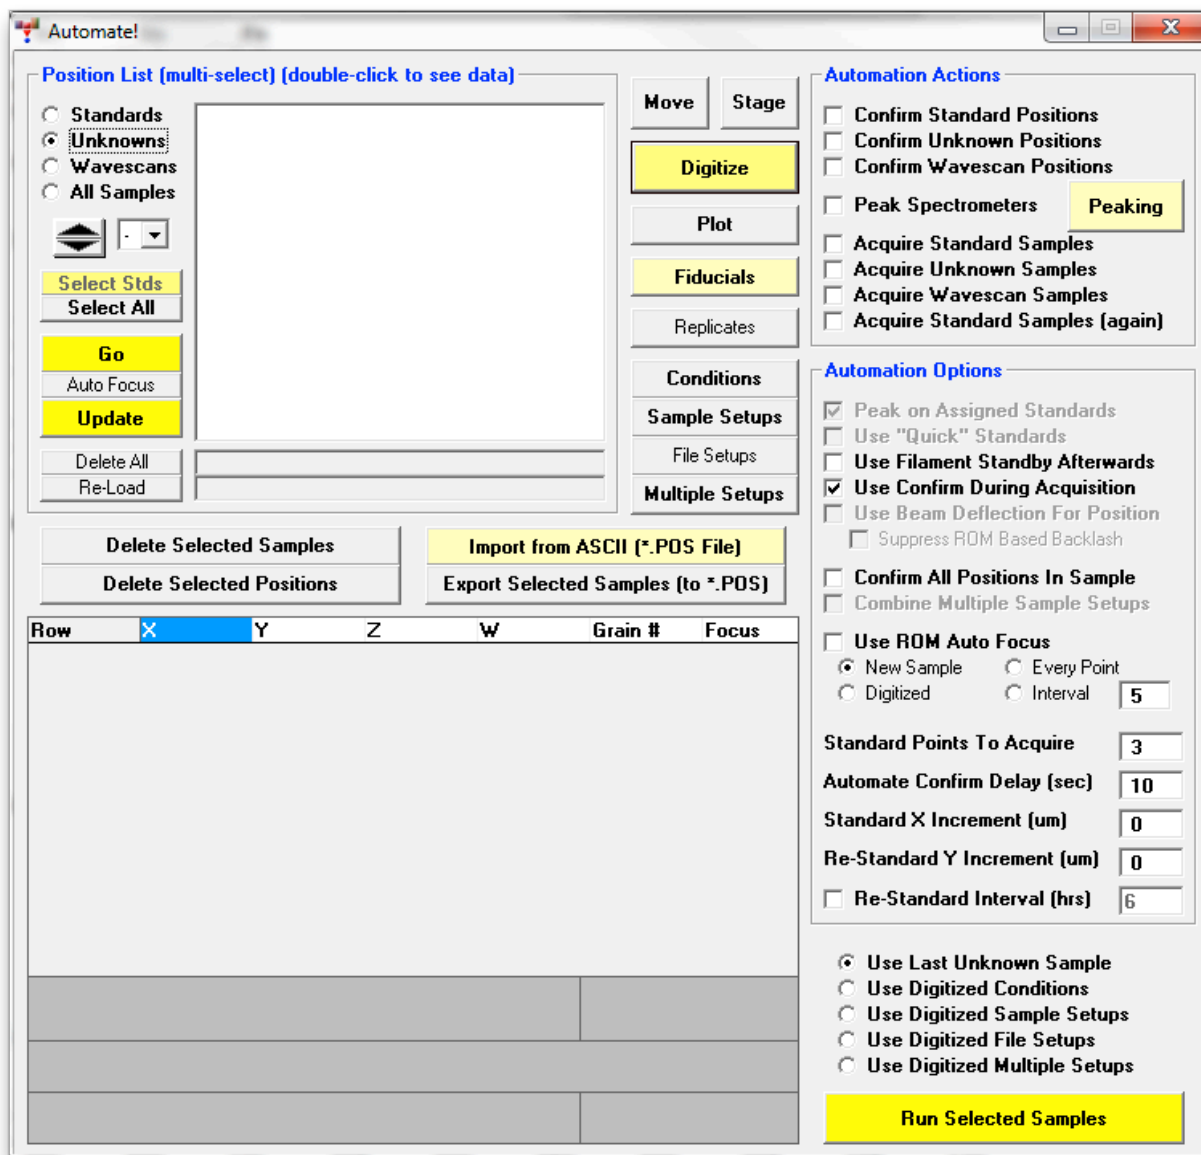 Automate!
Position List (multi-select) (double-click to see data)
Standards
Unknowns
Wavescans
All Samples
-
Select Stds
Select All
Go
Auto Focus
Update
Delete All
Re-Load
Move
Stage
Digitize
Plot
Fiducials
Replicates
Conditions
Sample Setups
File Setups
Multiple Setups
Delete Selected Samples
Delete Selected Positions
Import from ASCII (*.POS File)
Export Selected Samples (to *.POS)
Row X Y Z W Grain # Focus
Automation Actions
Confirm Standard Positions
Confirm Unknown Positions
Confirm Wavescan Positions
Peak Spectrometers
Peaking
Acquire Standard Samples
Acquire Unknown Samples
Acquire Wavescan Samples
Acquire Standard Samples (again)
Automation Options
Peak on Assigned Standards
Use "Quick" Standards
Use Filament Standby Afterwards
Use Confirm During Acquisition
Use Beam Deflection For Position
Suppress ROM Based Backlash
Confirm All Positions In Sample
Combine Multiple Sample Setups
Use ROM Auto Focus
New Sample Every Point
Digitized Interval 5
Standard Points To Acquire 3
Automate Confirm Delay (sec) 10
Standard X Increment (um) 0
Re-Standard Y Increment (um) 0
Re-Standard Interval (hrs) 6
Use Last Unknown Sample
Use Digitized Conditions
Use Digitized Sample Setups
Use Digitized File Setups
Use Digitized Multiple Setups
Run Selected Samples